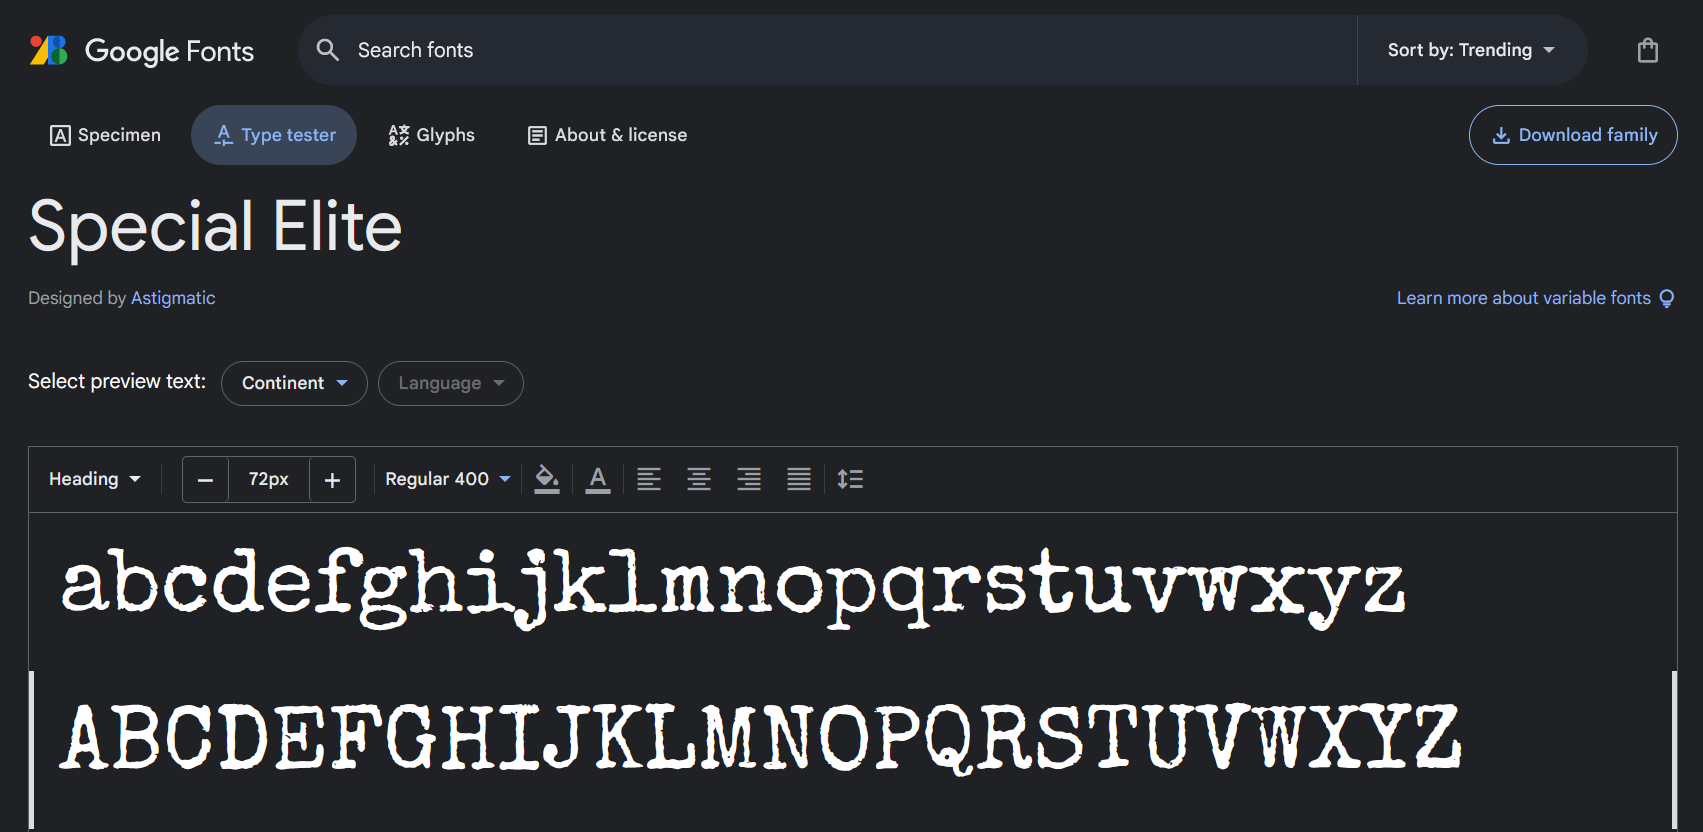 Google Fonts
Search fonts
Sort by: Trending
Specimen
Type tester
Glyphs
About & license
Download family
Special Elite
Designed by Astigmatic
Learn more about variable fonts
Select preview text:
Continent
Language
Heading
72px
Regular 400
abcdefghijklmnopqrstuvwxyz
ABCDEFGHIJKLMNOPQRSTUVWXYZ